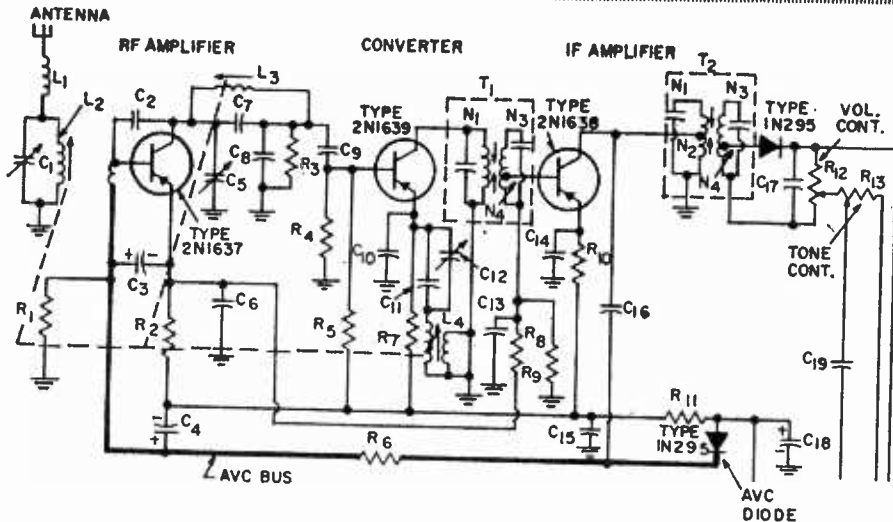 ANTENNA
RF AMPLIFIER
CONVERTER
IF AMPLIFIER
L1
L2
L3
C2
C7
C8
R3
C9
C1
C5
TYPE
2N1637
TYPE
2N1639
T1
N1
N3
N4
TYPE
2N1638
T2
N1
N3
N2
N4
TYPE
1N295
VOL.
CONT.
R12
R13
C17
TONE
CONT.
C3
C6
R1
R2
R4
R5
C10
C11
C12
R7
L4
C13
C14
R10
R8
R9
C16
C19
C4
R6
C15
R11
TYPE
1N295
C18
AVC BUS
AVC
DIODE